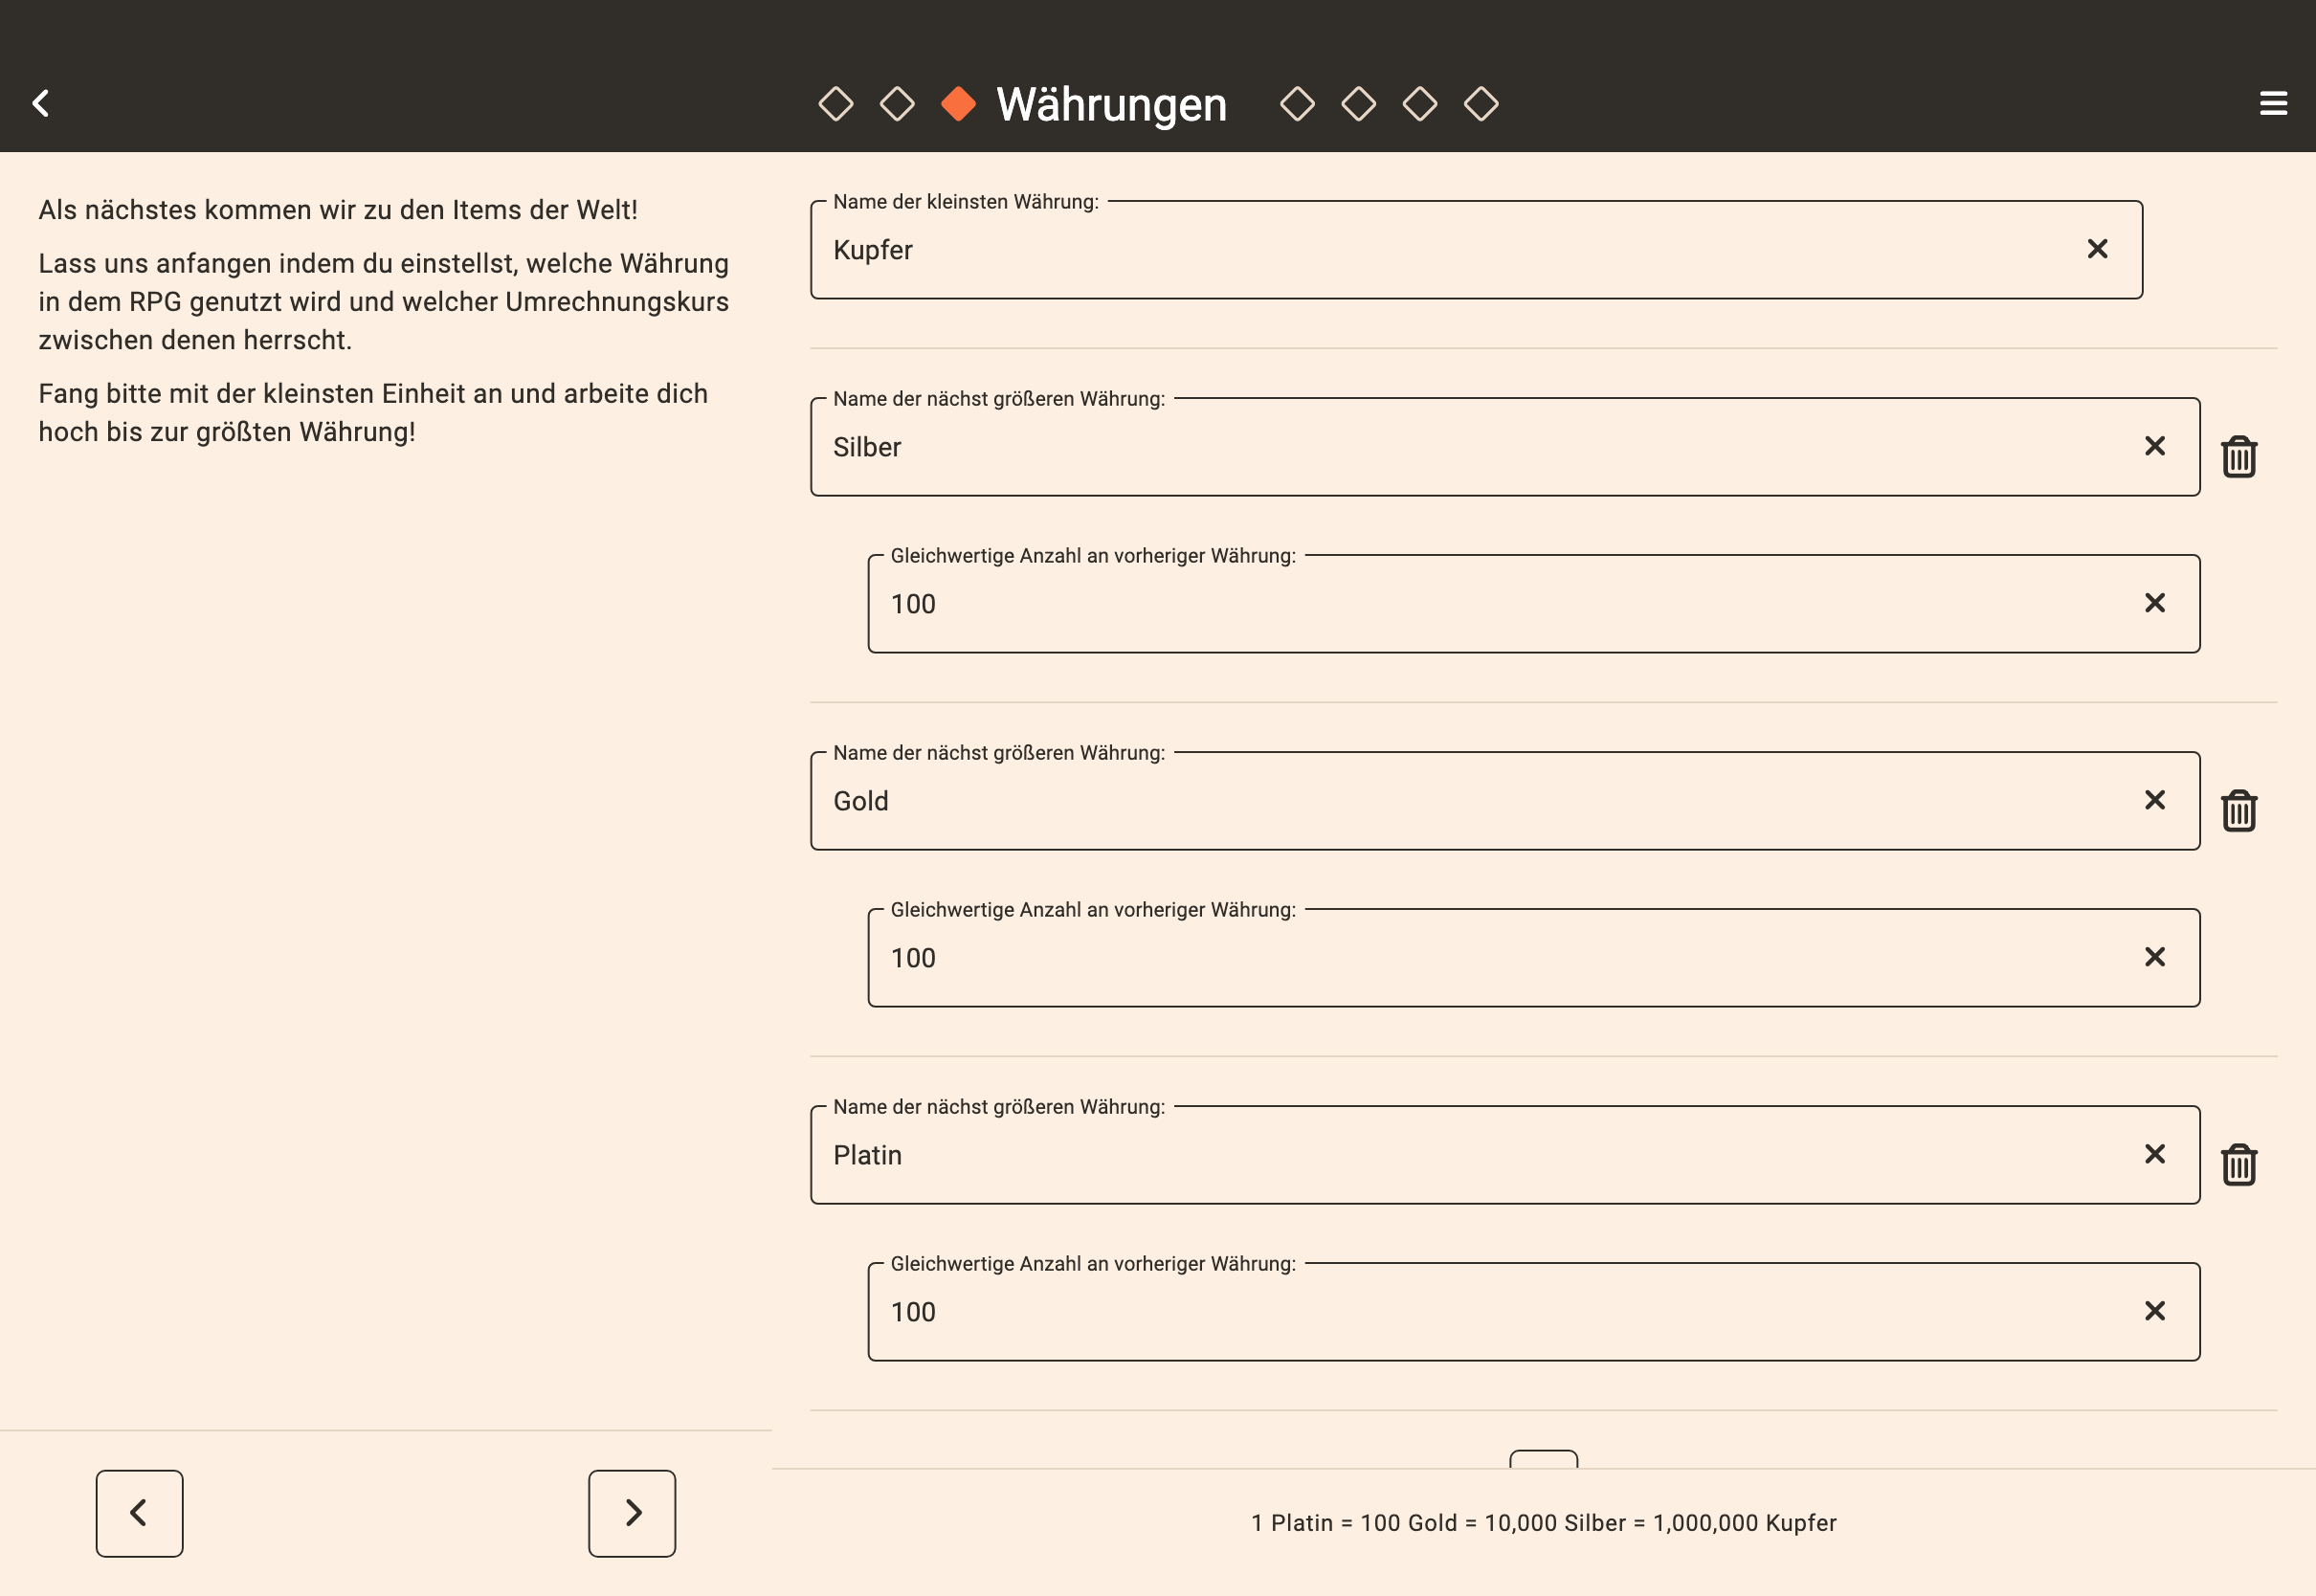 Währungen
Als nächstes kommen wir zu den Items der Welt!
Lass uns anfangen indem du einstellst, welche Währung
in dem RPG genutzt wird und welcher Umrechnungskurs
zwischen denen herrscht.
Fang bitte mit der kleinsten Einheit an und arbeite dich
hoch bis zur größten Währung!
Name der kleinsten Währung:
Kupfer
Name der nächst größeren Währung:
Silber
Gleichwertige Anzahl an vorheriger Währung:
100
Name der nächst größeren Währung:
Gold
Gleichwertige Anzahl an vorheriger Währung:
100
Name der nächst größeren Währung:
Platin
Gleichwertige Anzahl an vorheriger Währung:
100
1 Platin = 100 Gold = 10,000 Silber = 1,000,000 Kupfer